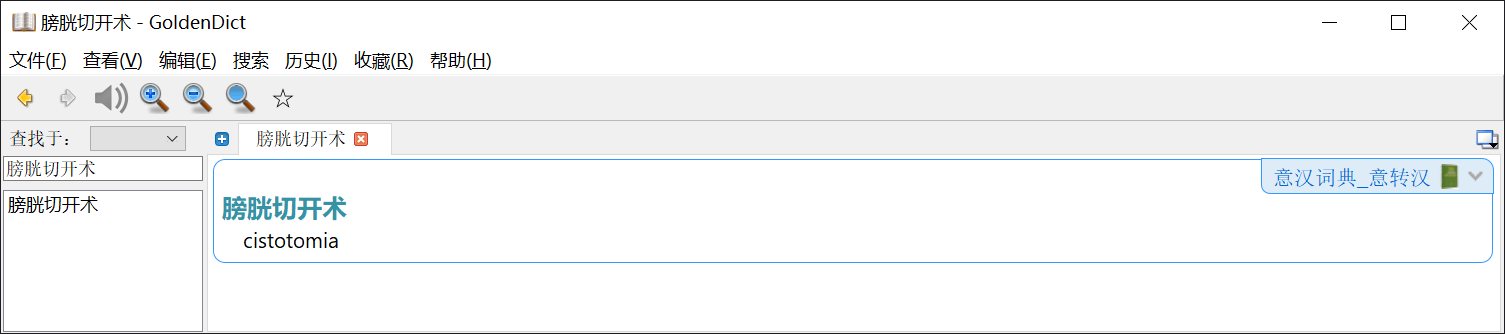 膀胱切开术 - GoldenDict
文件(F) 查看(V) 编辑(E) 搜索 历史(I) 收藏(R) 帮助(H)
查找于：
膀胱切开术
膀胱切开术
膀胱切开术
意汉词典_意转汉
膀胱切开术
cistotomia